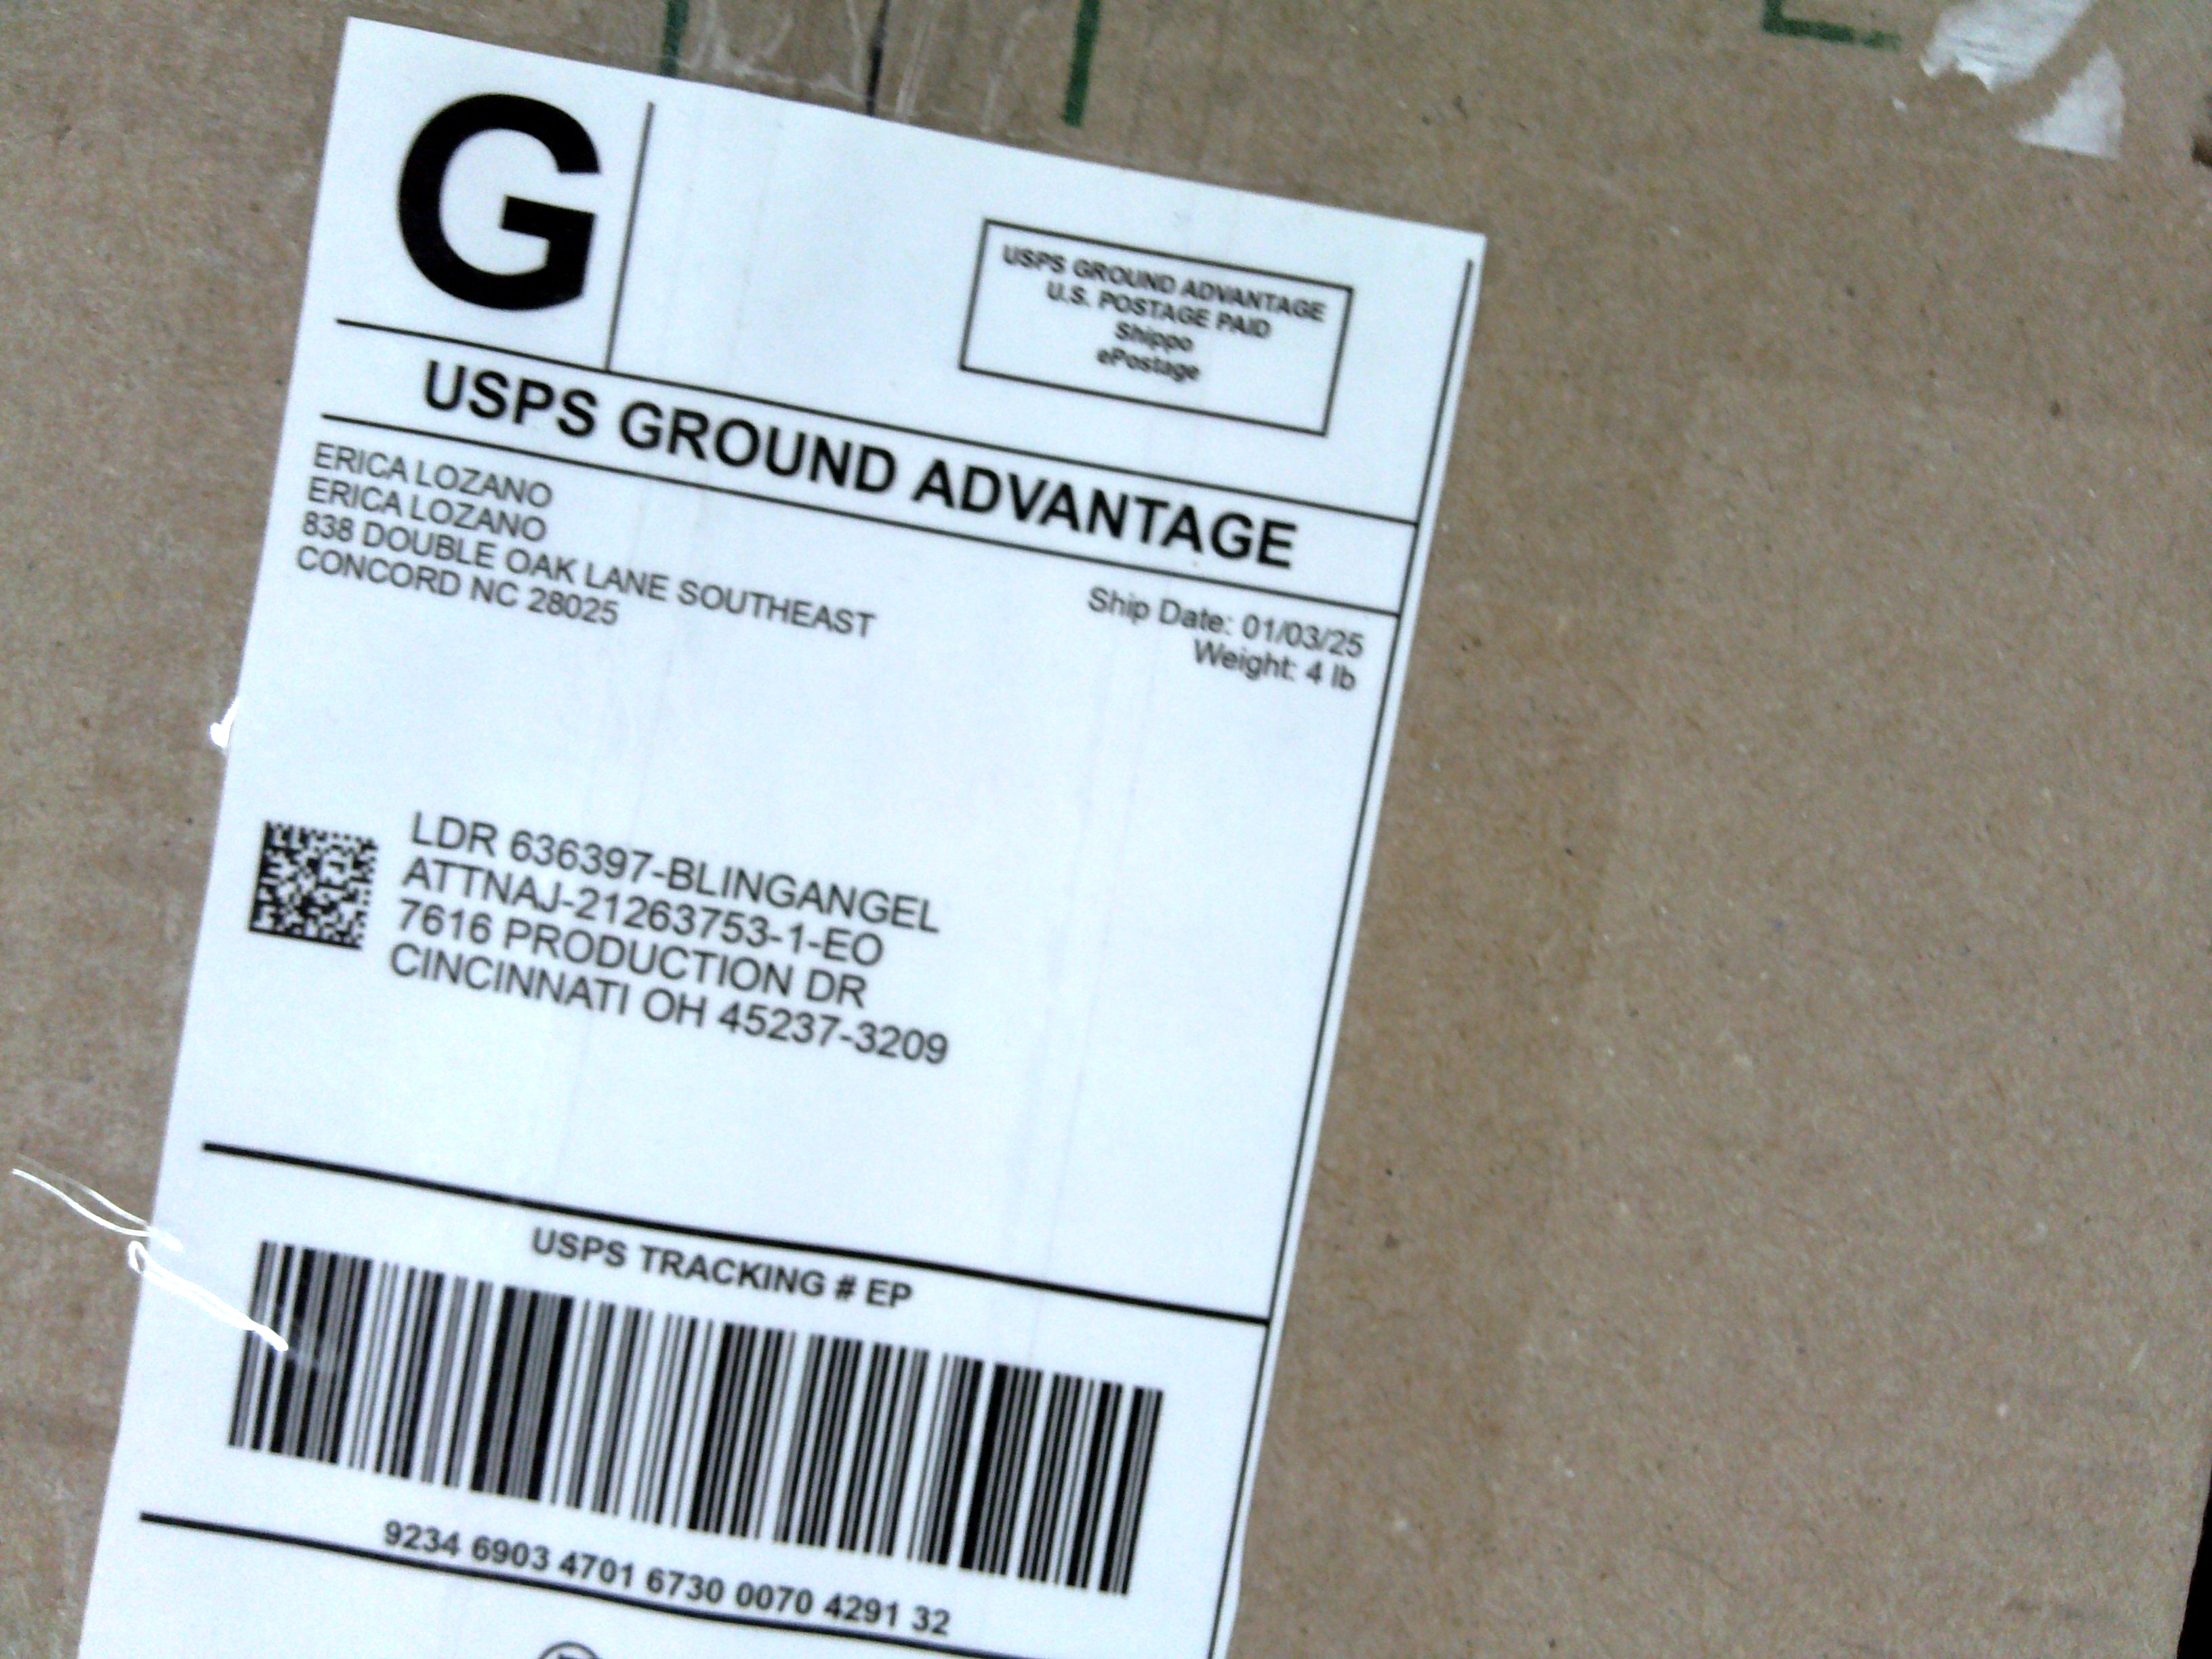 G
USPS GROUND ADVANTAGE
U.S. POSTAGE PAID
Shippo
ePostage
USPS GROUND ADVANTAGE
ERICA LOZANO
ERICA LOZANO
838 DOUBLE OAK LANE SOUTHEAST
CONCORD NC 28025
Ship Date: 01/03/25
Weight: 4 lb
LDR 636397-BLINGANGEL
ATTNAJ-21263753-1-EO
7616 PRODUCTION DR
CINCINNATI OH 45237-3209
USPS TRACKING # EP
9234 6903 4701 6730 0070 4291 32